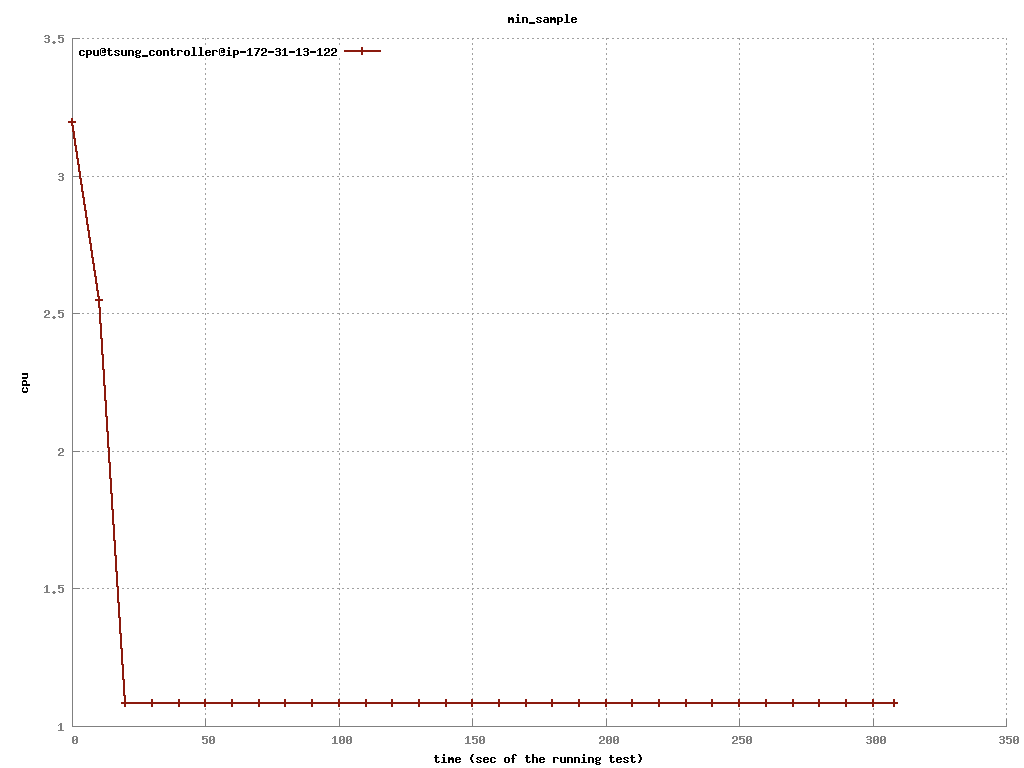 min_sample
3.5
cpu@tsung_controller@ip-172-31-13-122
3
2.5
cpu
2
1.5
1
0 50 100 150 200 250 300 350
time (sec of the running test)